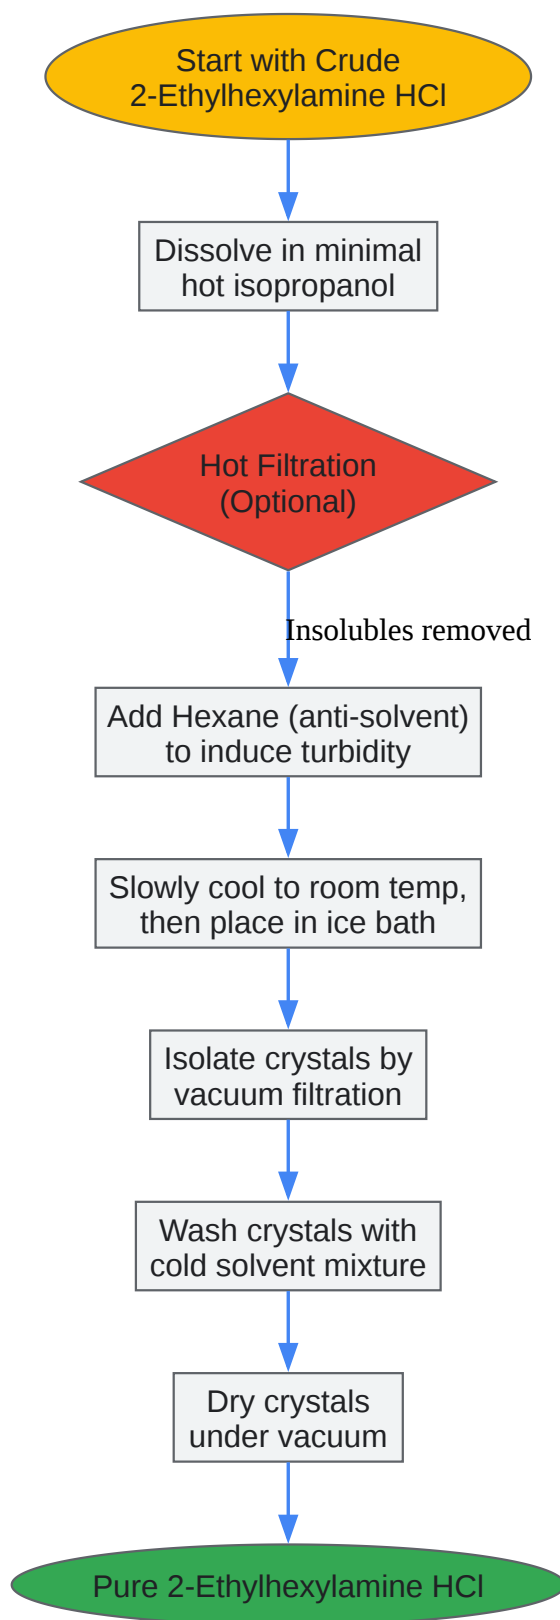 Start with Crude
2-Ethylhexylamine HCl
Dissolve in minimal
hot isopropanol
Hot Filtration
(Optional)
Insolubles removed
Add Hexane (anti-solvent)
to induce turbidity
Slowly cool to room temp,
then place in ice bath
Isolate crystals by
vacuum filtration
Wash crystals with
cold solvent mixture
Dry crystals
under vacuum
Pure 2-Ethylhexylamine HCl